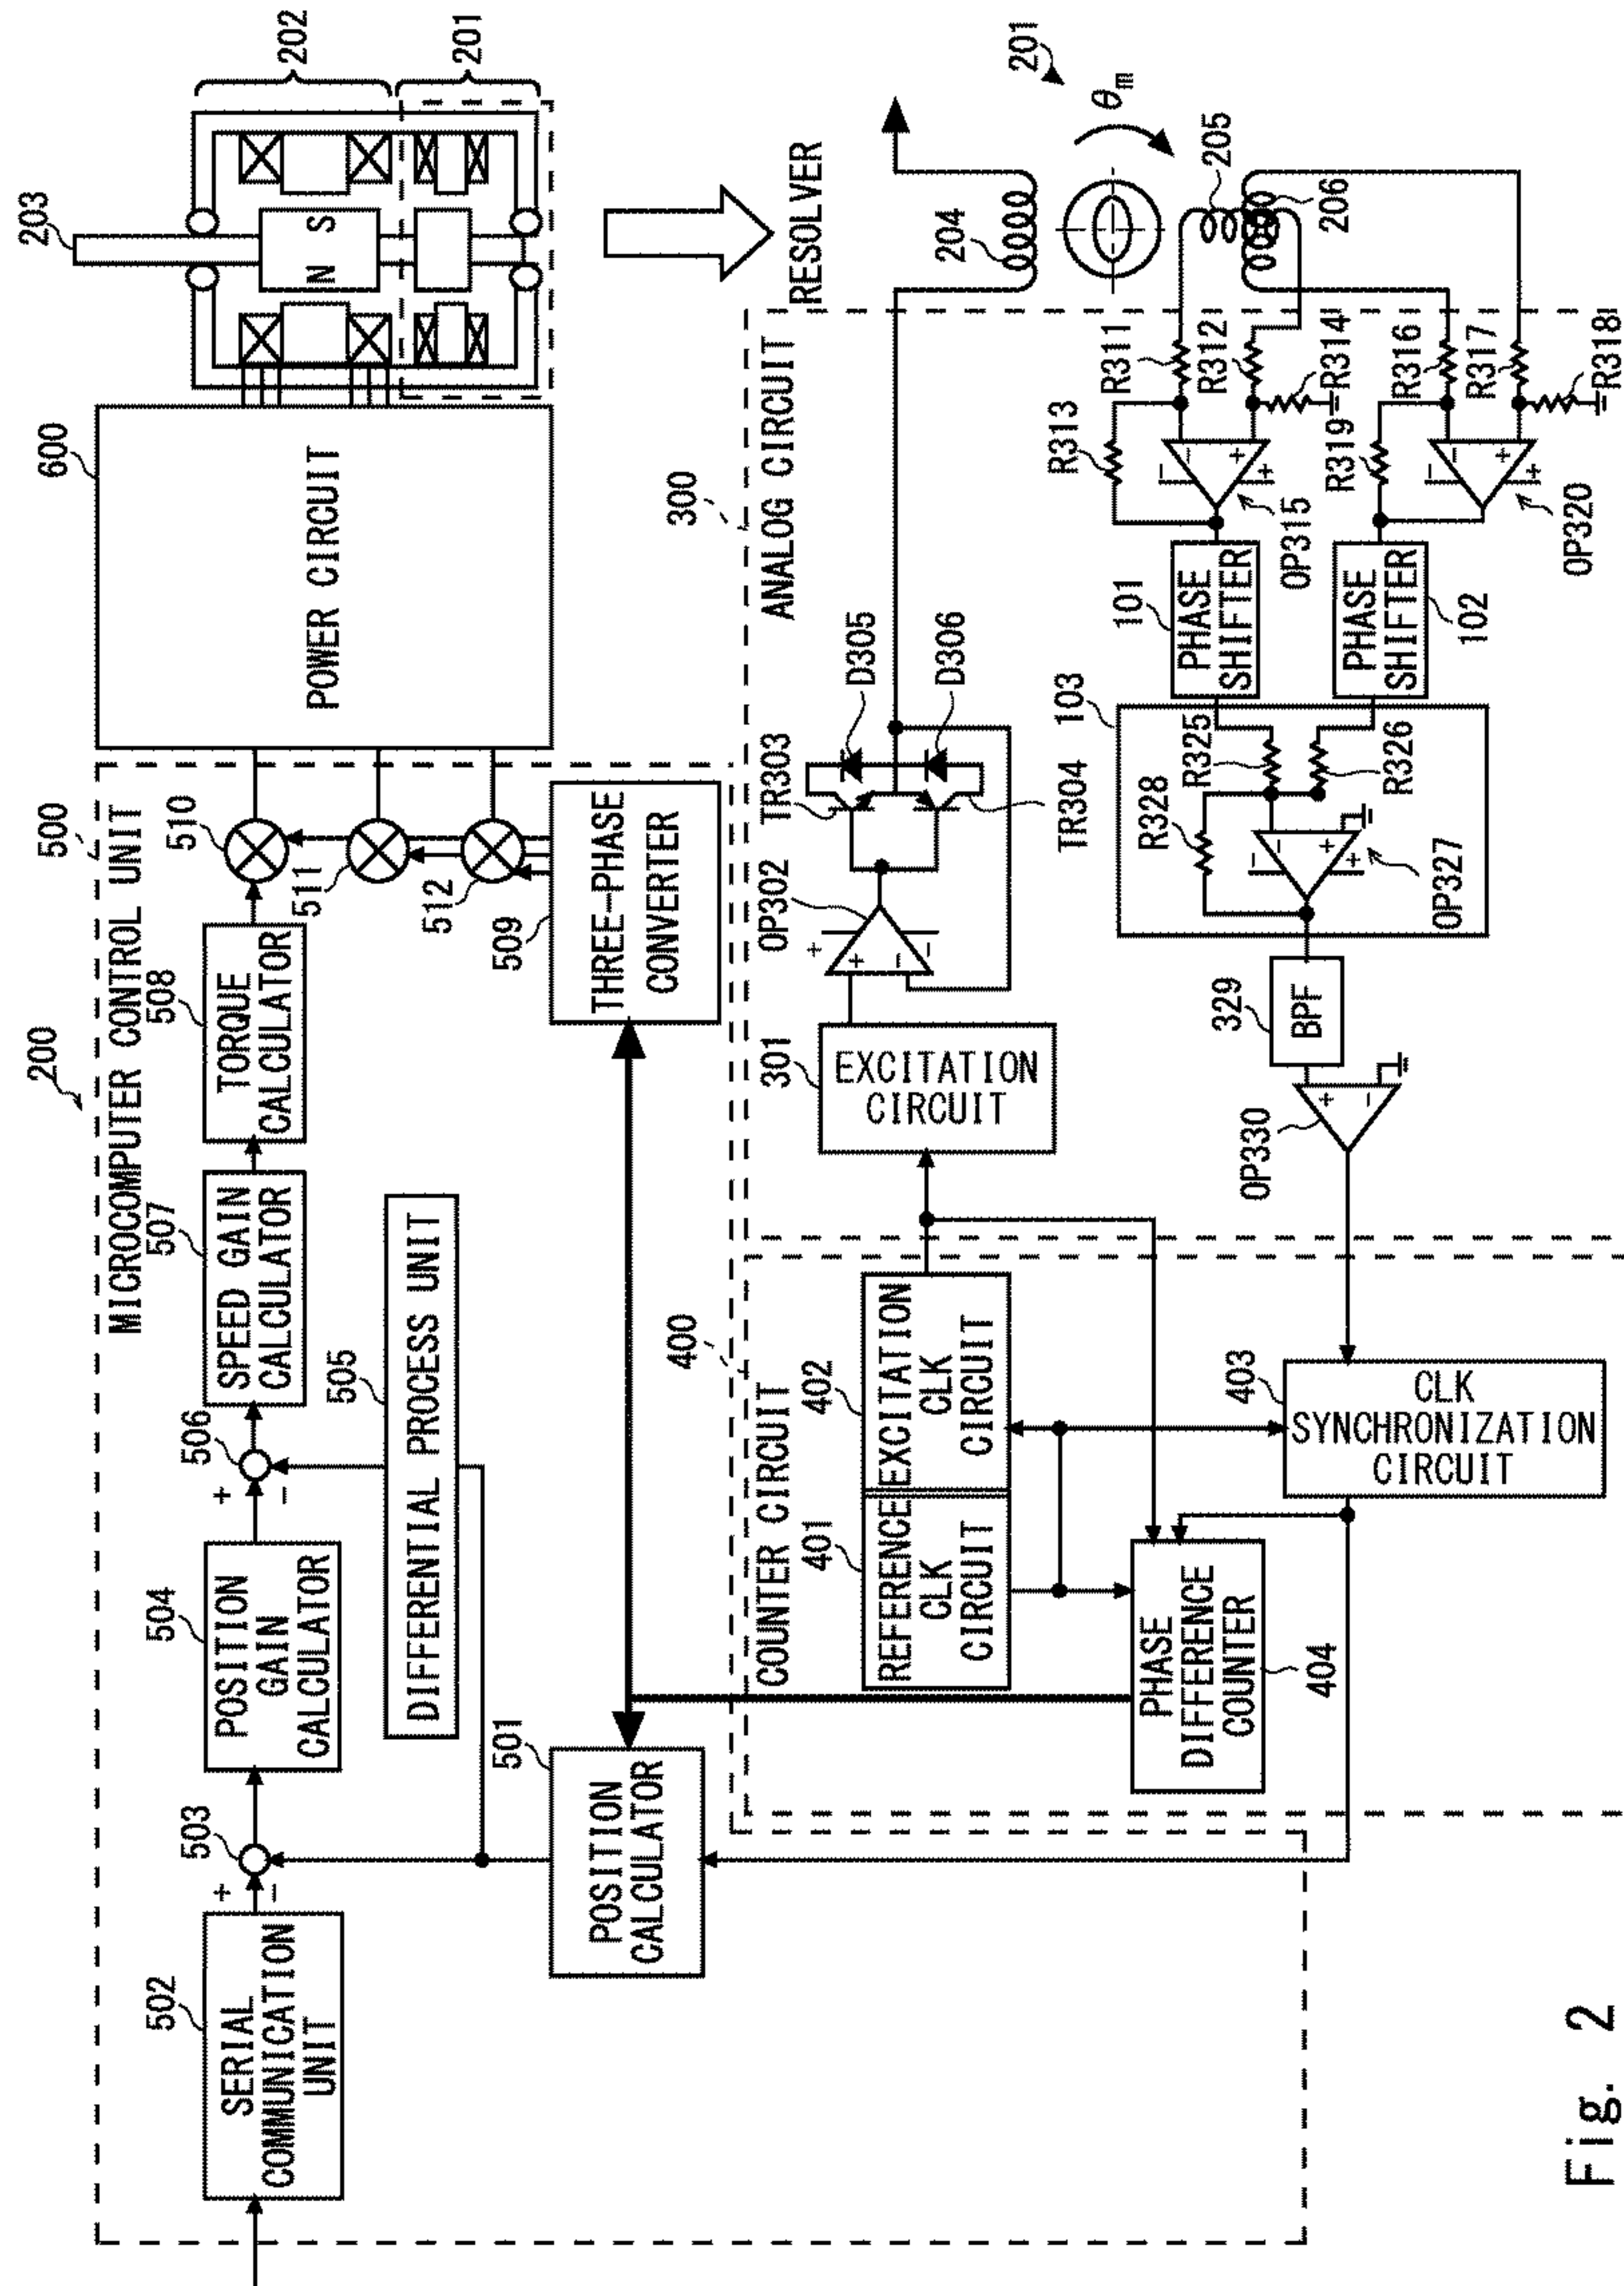 200
500
MICROCOMPUTER CONTROL UNIT
502
SERIAL
COMMUNICATION
UNIT
503
+
−
504
POSITION
GAIN
CALCULATOR
506
+
−
507
SPEED GAIN
CALCULATOR
508
TORQUE
CALCULATOR
510
511
512
505
DIFFERENTIAL PROCESS UNIT
501
POSITION
CALCULATOR
509
THREE-PHASE
CONVERTER
600
POWER CIRCUIT
203
N
S
202
201
RESOLVER
400
COUNTER CIRCUIT
401
REFERENCE
CLK
CIRCUIT
402
EXCITATION
CLK
CIRCUIT
403
CLK
SYNCHRONIZATION
CIRCUIT
404
PHASE
DIFFERENCE
COUNTER
300
ANALOG CIRCUIT
301
EXCITATION
CIRCUIT
OP302
+
−
+
−
TR303
TR304
D305
D306
204
201
θm
205
206
R311
R312
R313
R314
−
+
−
+
OP315
R316
R317
R318
R319
−
+
−
+
OP320
101
PHASE
SHIFTER
102
PHASE
SHIFTER
103
R325
R326
R328
−
+
−
+
OP327
329
BPF
OP330
+
−
Fig. 2